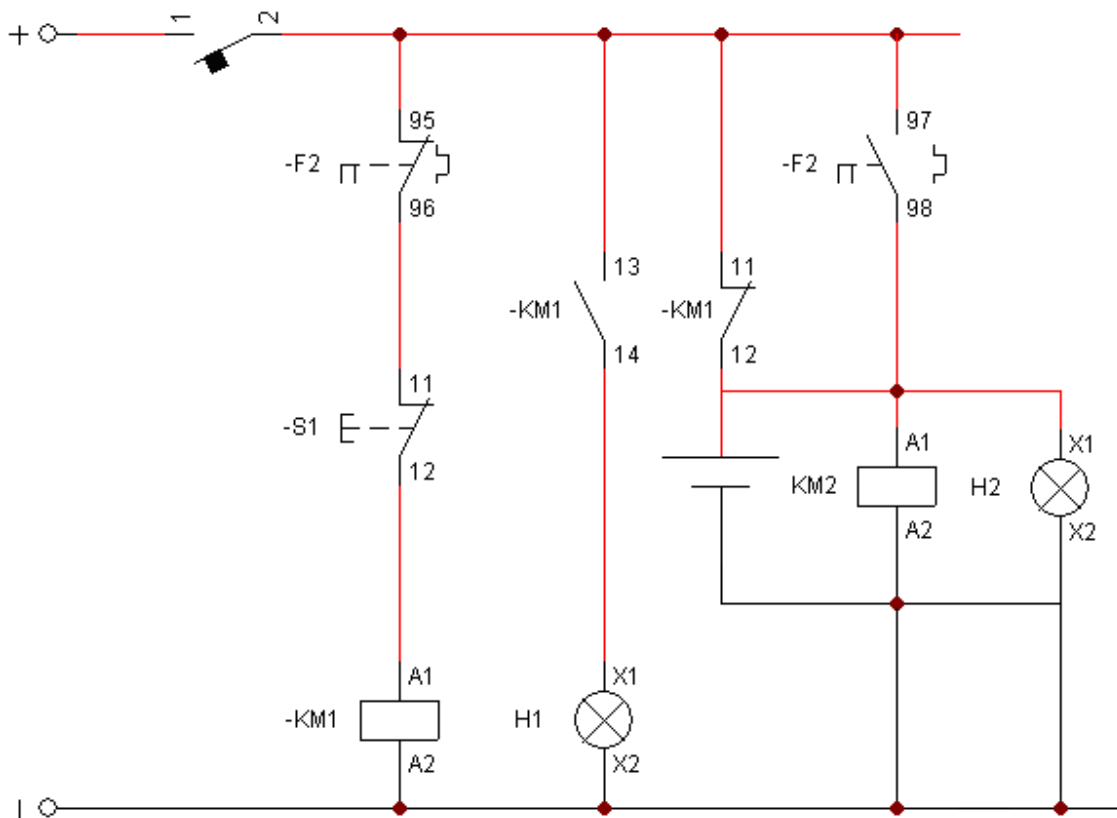 + 1 2
95 97
-F2 -F2
96 98
13 11
-KM1 -KM1
14 12
11
-S1
12
A1 X1
KM2 H2
A2 X2
A1 X1
-KM1 H1
A2 X2